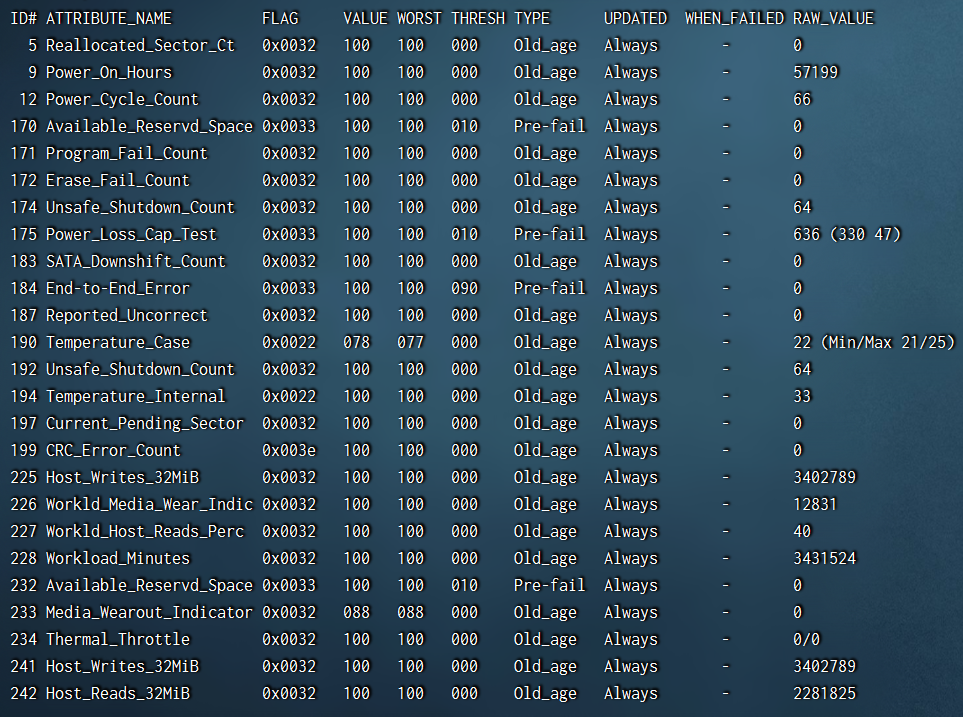 ID# ATTRIBUTE_NAME FLAG VALUE WORST THRESH TYPE UPDATED WHEN_FAILED RAW_VALUE
5 Reallocated_Sector_Ct 0x0032 100 100 000 Old_age Always - 0
9 Power_On_Hours 0x0032 100 100 000 Old_age Always - 57199
12 Power_Cycle_Count 0x0032 100 100 000 Old_age Always - 66
170 Available_Reservd_Space 0x0033 100 100 010 Pre-fail Always - 0
171 Program_Fail_Count 0x0032 100 100 000 Old_age Always - 0
172 Erase_Fail_Count 0x0032 100 100 000 Old_age Always - 0
174 Unsafe_Shutdown_Count 0x0032 100 100 000 Old_age Always - 64
175 Power_Loss_Cap_Test 0x0033 100 100 010 Pre-fail Always - 636 (330 47)
183 SATA_Downshift_Count 0x0032 100 100 000 Old_age Always - 0
184 End-to-End_Error 0x0033 100 100 090 Pre-fail Always - 0
187 Reported_Uncorrect 0x0032 100 100 000 Old_age Always - 0
190 Temperature_Case 0x0022 078 077 000 Old_age Always - 22 (Min/Max 21/25)
192 Unsafe_Shutdown_Count 0x0032 100 100 000 Old_age Always - 64
194 Temperature_Internal 0x0022 100 100 000 Old_age Always - 33
197 Current_Pending_Sector 0x0032 100 100 000 Old_age Always - 0
199 CRC_Error_Count 0x003e 100 100 000 Old_age Always - 0
225 Host_Writes_32MiB 0x0032 100 100 000 Old_age Always - 3402789
226 Workld_Media_Wear_Indic 0x0032 100 100 000 Old_age Always - 12831
227 Workld_Host_Reads_Perc 0x0032 100 100 000 Old_age Always - 40
228 Workload_Minutes 0x0032 100 100 000 Old_age Always - 3431524
232 Available_Reservd_Space 0x0033 100 100 010 Pre-fail Always - 0
233 Media_Wearout_Indicator 0x0032 088 088 000 Old_age Always - 0
234 Thermal_Throttle 0x0032 100 100 000 Old_age Always - 0/0
241 Host_Writes_32MiB 0x0032 100 100 000 Old_age Always - 3402789
242 Host_Reads_32MiB 0x0032 100 100 000 Old_age Always - 2281825